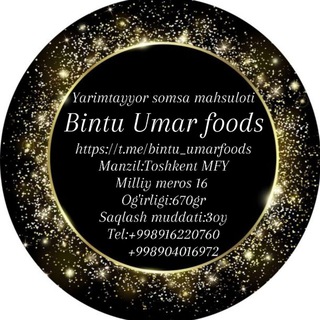 Yarimtayyor somsa mahsuloti
Bintu Umar foods
https://t.me/bintu_umarfoods
Manzil:Toshkent MFY
Milliy meros 16
Og'irligi:670gr
Saqlash muddati:3oy
Tel:+998916220760
+998904016972